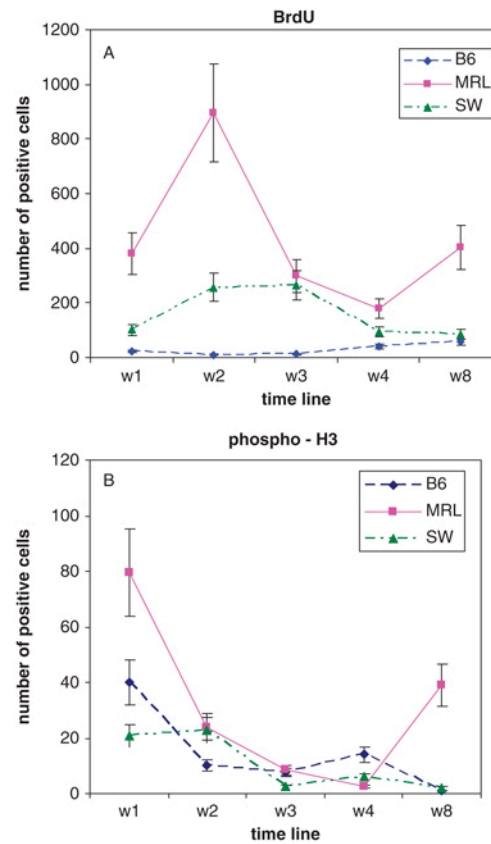 BrdU
1200
1000
800
600
400
200
0
number of positive cells
A
B6
MRL
SW
w1 w2 w3 w4 w8
time line
phospho - H3
120
100
80
60
40
20
0
number of positive cells
B
B6
MRL
SW
w1 w2 w3 w4 w8
time line